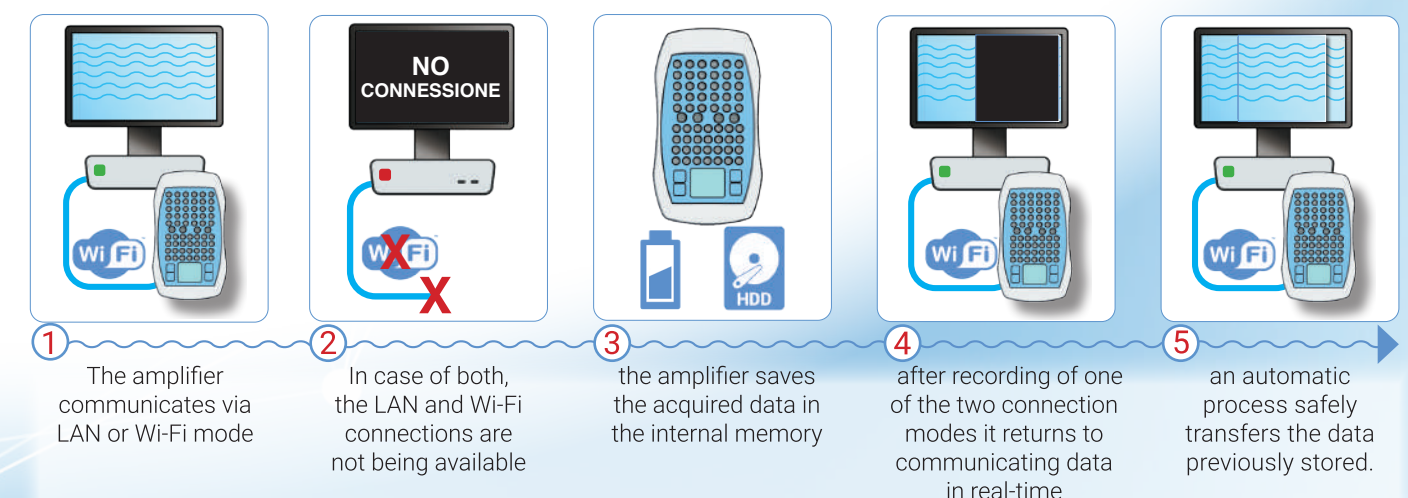 NO
CONNESSIONE
Wi Fi™
Wi Fi
HDD
Wi Fi
Wi Fi
X
X
1
2
3
4
5
The amplifier
communicates via
LAN or Wi-Fi mode
In case of both,
the LAN and Wi-Fi
connections are
not being available
the amplifier saves
the acquired data in
the internal memory
after recording of one
of the two connection
modes it returns to
communicating data
in real-time
an automatic
process safely
transfers the data
previously stored.